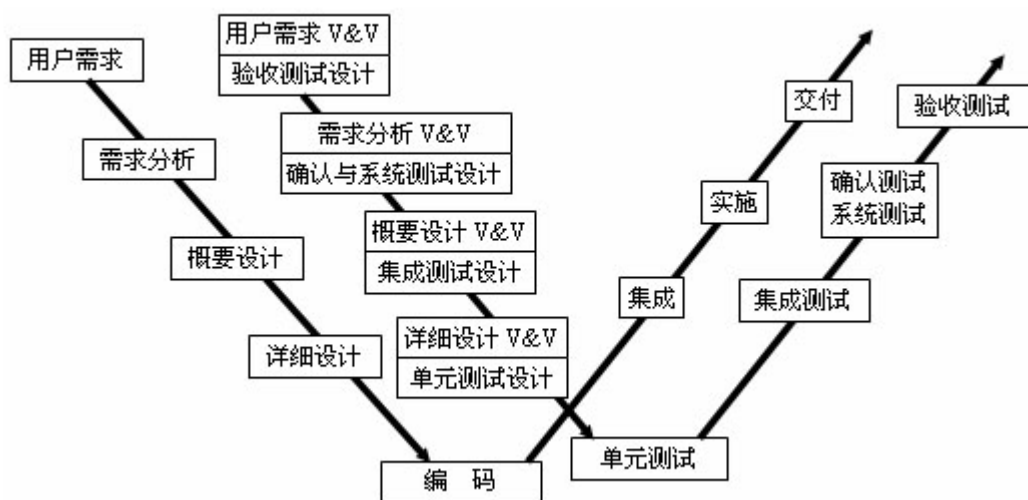 用户需求
需求分析
概要设计
详细设计
编 码
用户需求 V&V
验收测试设计
需求分析 V&V
确认与系统测试设计
概要设计 V&V
集成测试设计
详细设计 V&V
单元测试设计
单元测试
集成
实施
交付
集成测试
确认测试
系统测试
验收测试